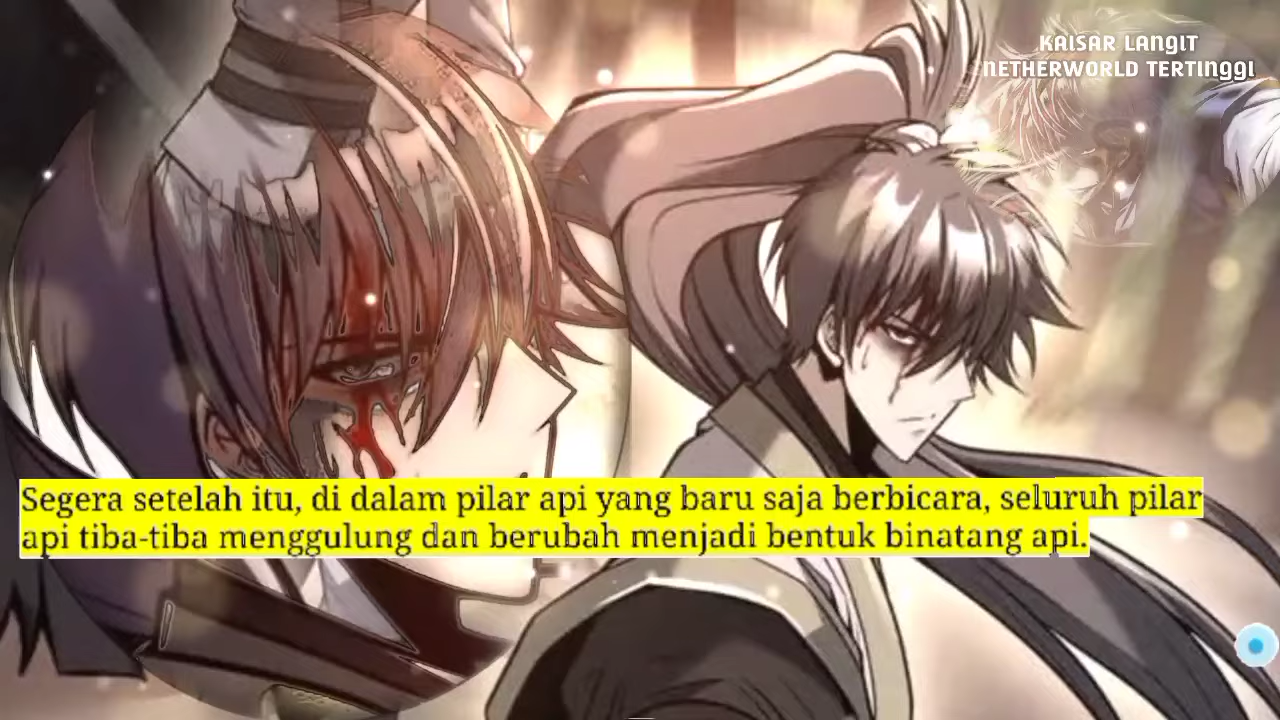 KAISAR LANGIT
NETHERWORLD TERTINGGI
Segera setelah itu, di dalam pilar api yang baru saja berbicara, seluruh pilar
api tiba-tiba menggulung dan berubah menjadi bentuk binatang api.